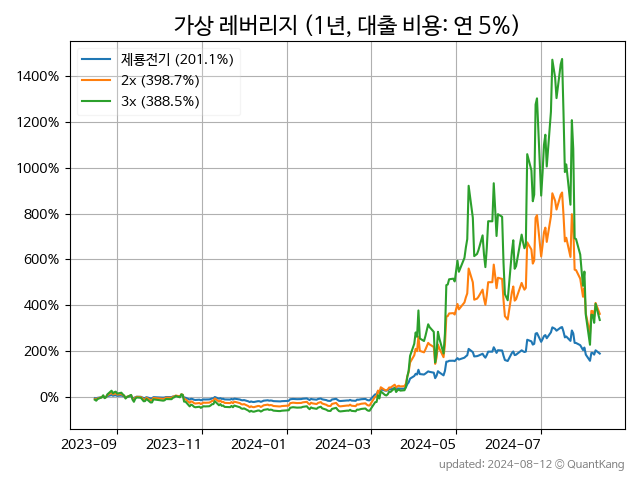 가상 레버리지 (1년, 대출 비용: 연 5%)
제룡전기 (201.1%)
2x (398.7%)
3x (388.5%)
1400%
1200%
1000%
800%
600%
400%
200%
0%
2023-09 2023-11 2024-01 2024-03 2024-05 2024-07
updated: 2024-08-12 © QuantKang